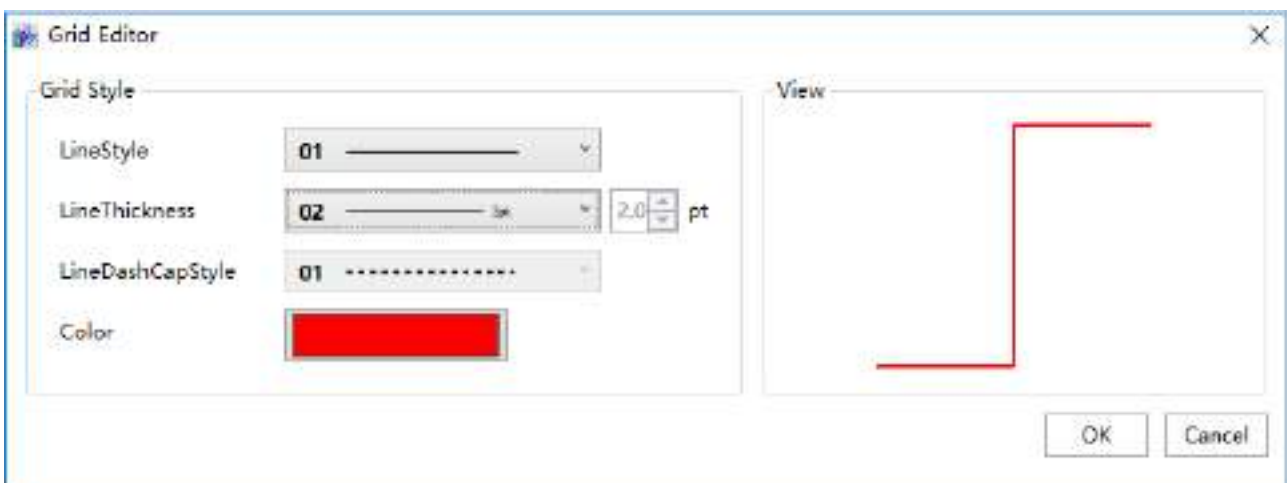 Grid Editor
Grid Style
View
LineStyle
01
LineThickness
02
2.0
pt
LineDashCapStyle
01
Color
OK
Cancel